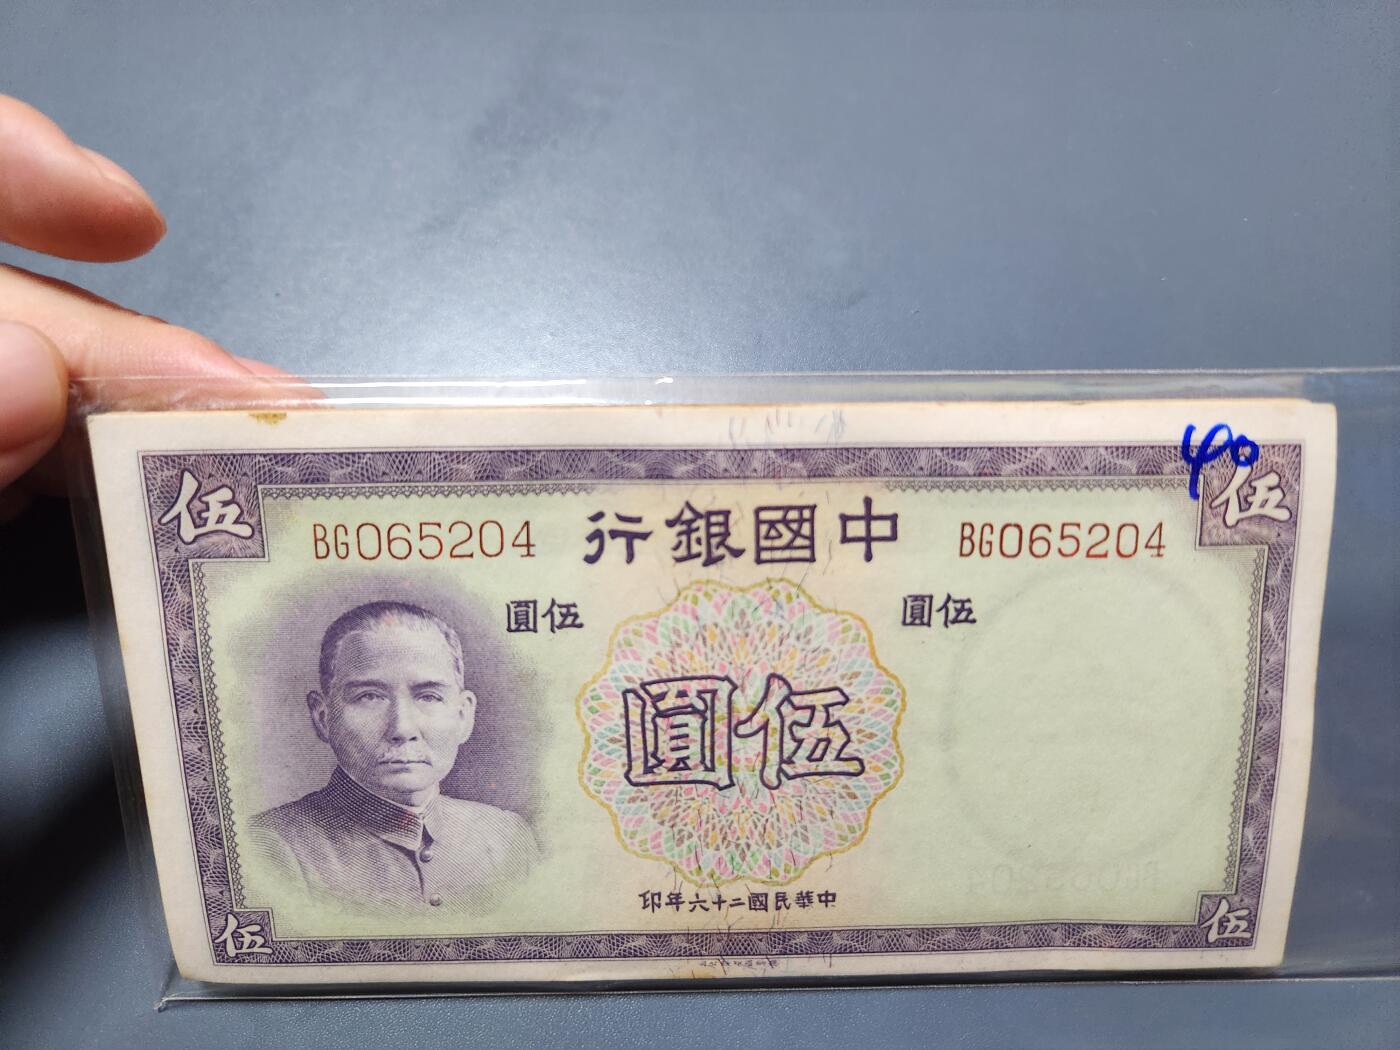 40
伍 伍
BG065204 中國銀行 BG065204
伍圓 伍圓
伍圓
中華民國二十六年印
伍 伍